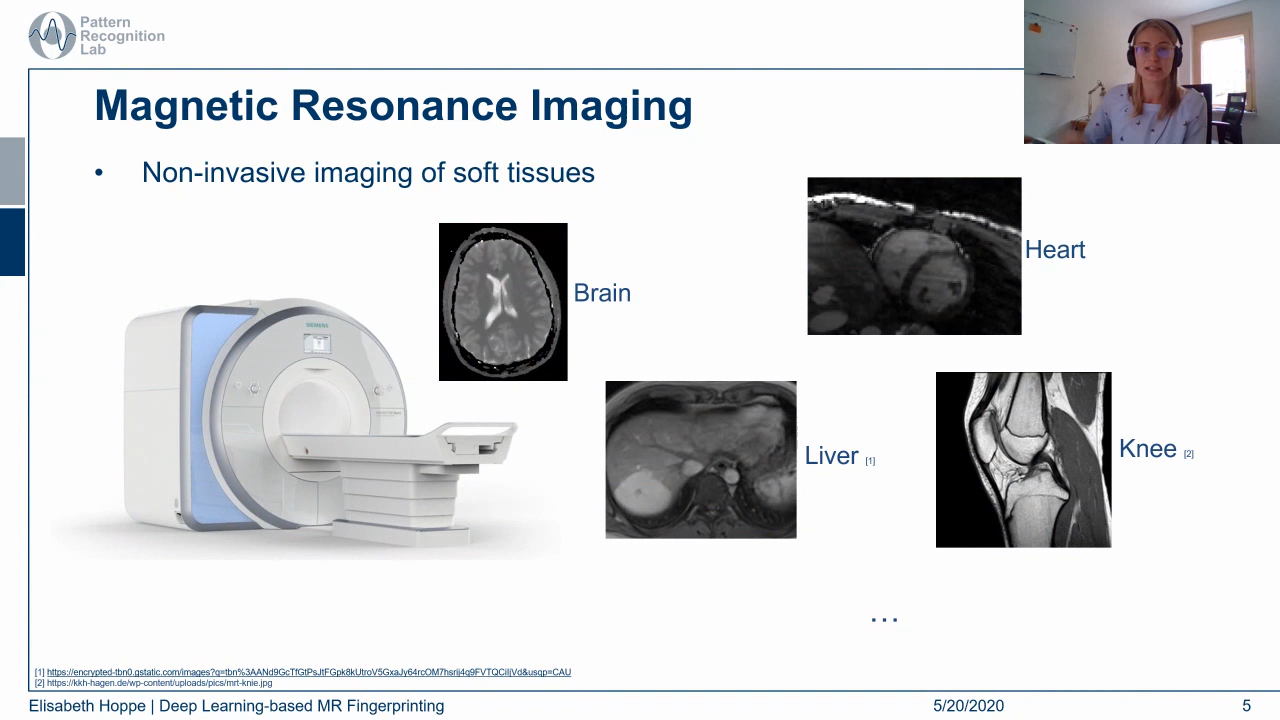 Pattern
Recognition
Lab
Magnetic Resonance Imaging
• Non-invasive imaging of soft tissues
Heart
Brain
SIEMENS
Liver [1]
Knee [2]
...
[1] https://encrypted-tbn0.gstatic.com/images?q=tbn%3AANd9GcTfGtPsJtFGpk8kUtroV5GxaJy64rcOM7hsrij4q9FVTQCiIjVd&usqp=CAU
[2] https://kkh-hagen.de/wp-content/uploads/pics/mrt-knie.jpg
Elisabeth Hoppe | Deep Learning-based MR Fingerprinting
5/20/2020
5